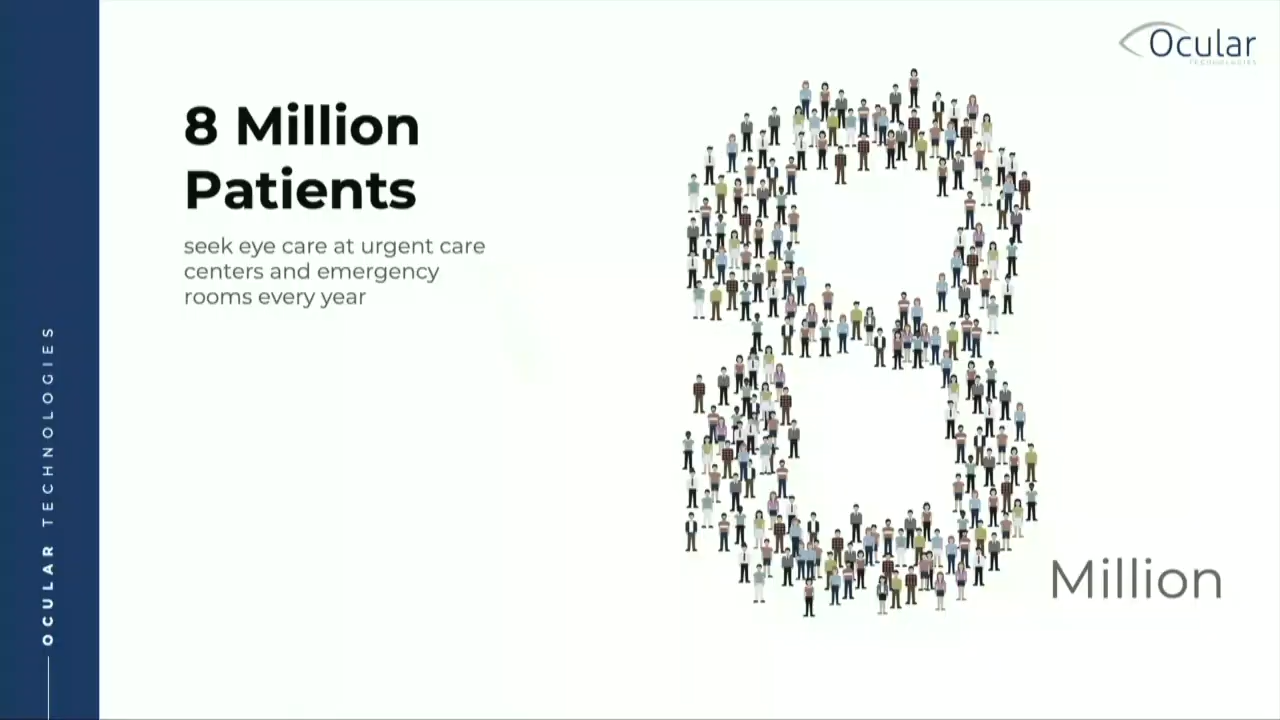 Ocular
TECHNOLOGIES
8 Million
Patients
seek eye care at urgent care
centers and emergency
rooms every year
Million
OCULAR TECHNOLOGIES